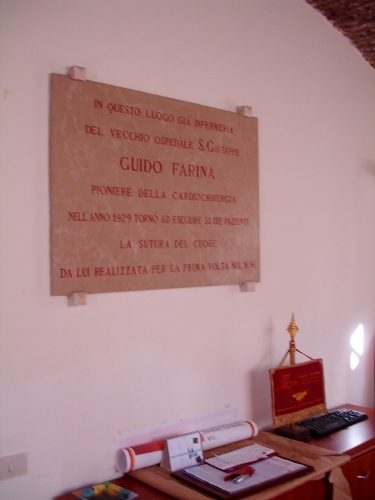 IN QUESTO LUOGO GIÀ INFERMERIA
DEL VECCHIO OSPEDALE S. GIUSEPPE
GUIDO FARINA
PIONIERE DELLA CARDIOCHIRURGIA
NELL'ANNO 1929 TORNÒ AD ESEGUIRE SU DUE PAZIENTI
LA SUTURA DEL CUORE
DA LUI REALIZZATA PER LA PRIMA VOLTA NEL